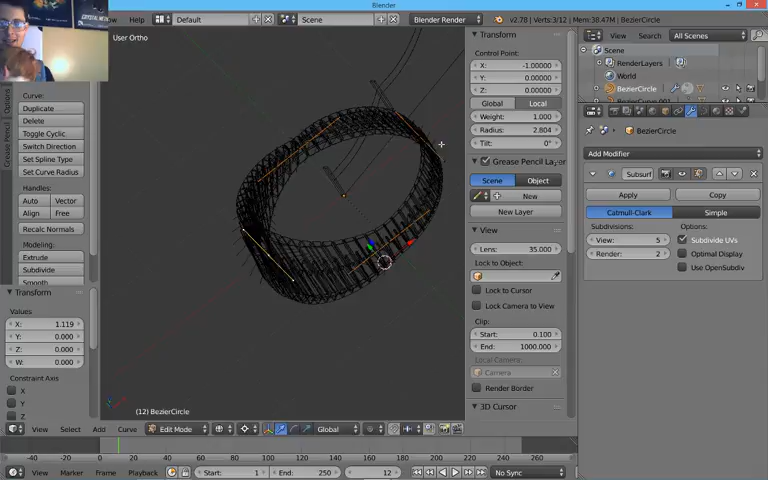 Blender
Help
Default
Scene
Blender Render
v2.78 | Verts:3/12 | Mem:38.47M | BezierCircle
User Ortho
Options
Grease Pencil
Curve:
Duplicate
Delete
Toggle Cyclic
Switch Direction
Set Spline Type
Set Curve Radius
Handles:
Auto
Vector
Align
Free
Recalc Normals
Modeling:
Extrude
Subdivide
Smooth
Transform
Values
X: 1.119
Y: 0.000
Z: 0.000
W: 0.000
Constraint Axis
X
Y
Z
(12) BezierCircle
View
Select
Add
Curve
Edit Mode
Global
Transform
Control Point:
X: -1.00000
Y: 0.00000
Z: 0.00000
Global
Local
Weight: 1.000
Radius: 2.804
Tilt: 0°
Grease Pencil Layer
Scene
Object
New
New Layer
View
Lens: 35.000
Lock to Object:
Lock to Cursor
Lock Camera to View
Clip:
Start: 0.100
End: 1000.000
Local Camera:
Camera
Render Border
3D Cursor
View
Search
All Scenes
Scene
RenderLayers
World
BezierCircle
BezierCurve.001
BezierCircle
Add Modifier
Subsurf
Apply
Copy
Catmull-Clark
Simple
Subdivisions:
View: 5
Render: 2
Options:
Subdivide UVs
Optimal Display
Use OpenSubdiv
-40 -20 0 20 40 60 80 100 120 140 160 180 200 220 240 260
View
Marker
Frame
Playback
Start: 1
End: 250
12
No Sync